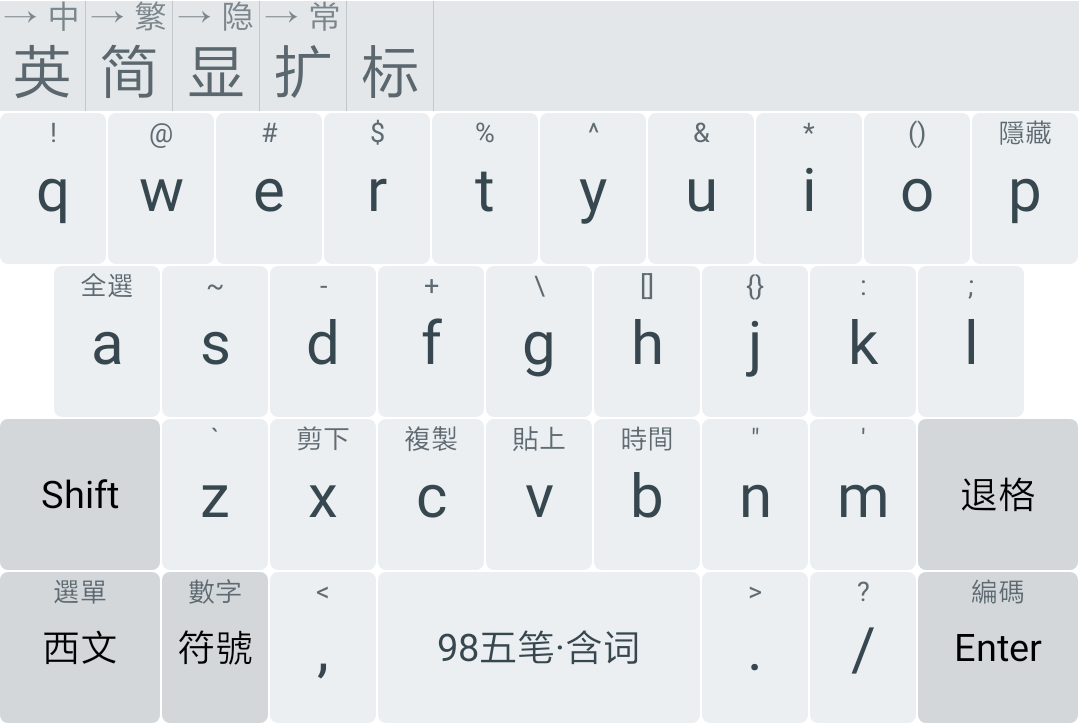 → 中 → 繁 → 隐 → 常
英 简 显 扩 标
! @ # $ % ^ & * () 隱藏
q w e r t y u i o p
全選 ~ - + \ [] {} : ;
a s d f g h j k l
` 剪下 複製 貼上 時間 " '
Shift z x c v b n m 退格
選單 數字 < > ? 編碼
西文 符號 , 98五笔·含词 . / Enter